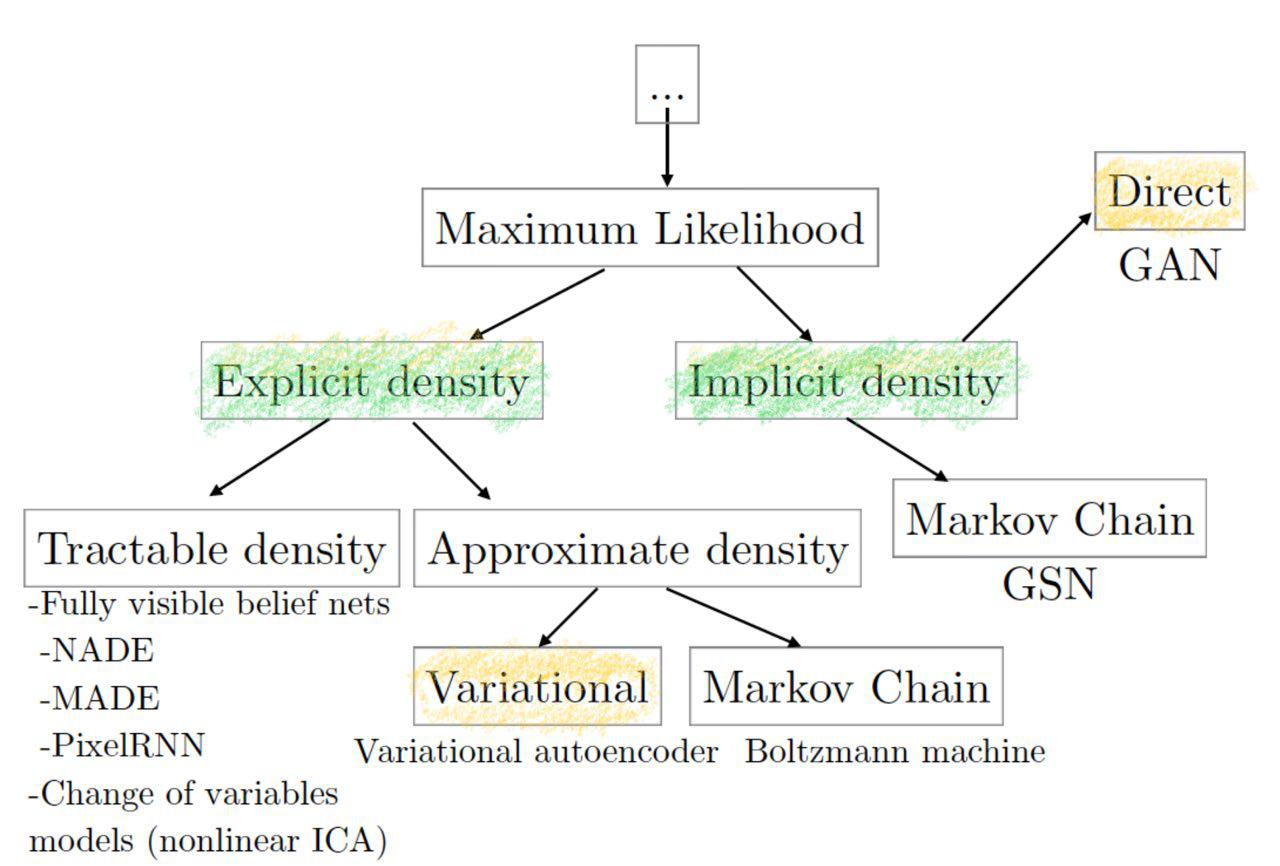 ...
Maximum Likelihood
Direct
GAN
Explicit density
Implicit density
Tractable density
-Fully visible belief nets
-NADE
-MADE
-PixelRNN
-Change of variables
models (nonlinear ICA)
Approximate density
Variational
Variational autoencoder
Markov Chain
Boltzmann machine
Markov Chain
GSN